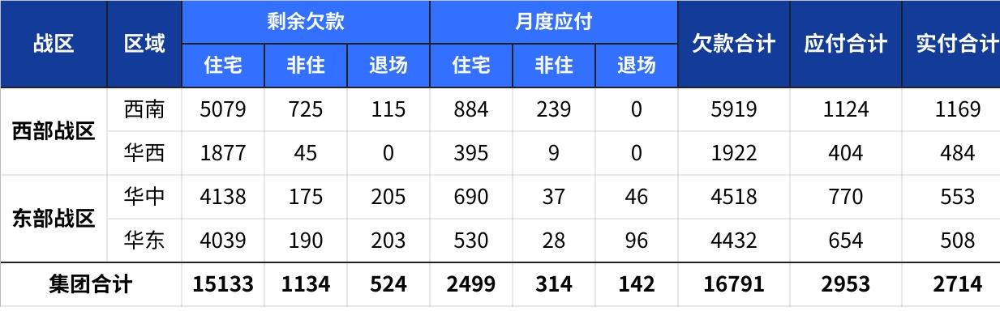 战区 区域 剩余欠款 月度应付 欠款合计 应付合计 实付合计
住宅 非住 退场 住宅 非住 退场
西部战区 西南 5079 725 115 884 239 0 5919 1124 1169
华西 1877 45 0 395 9 0 1922 404 484
东部战区 华中 4138 175 205 690 37 46 4518 770 553
华东 4039 190 203 530 28 96 4432 654 508
集团合计 15133 1134 524 2499 314 142 16791 2953 2714